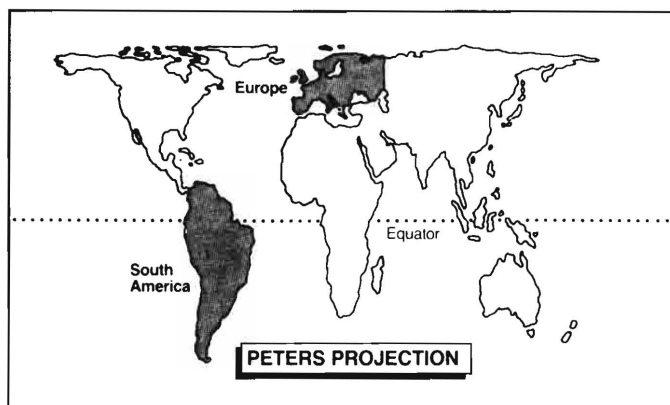 Europe
Equator
South
America
PETERS PROJECTION